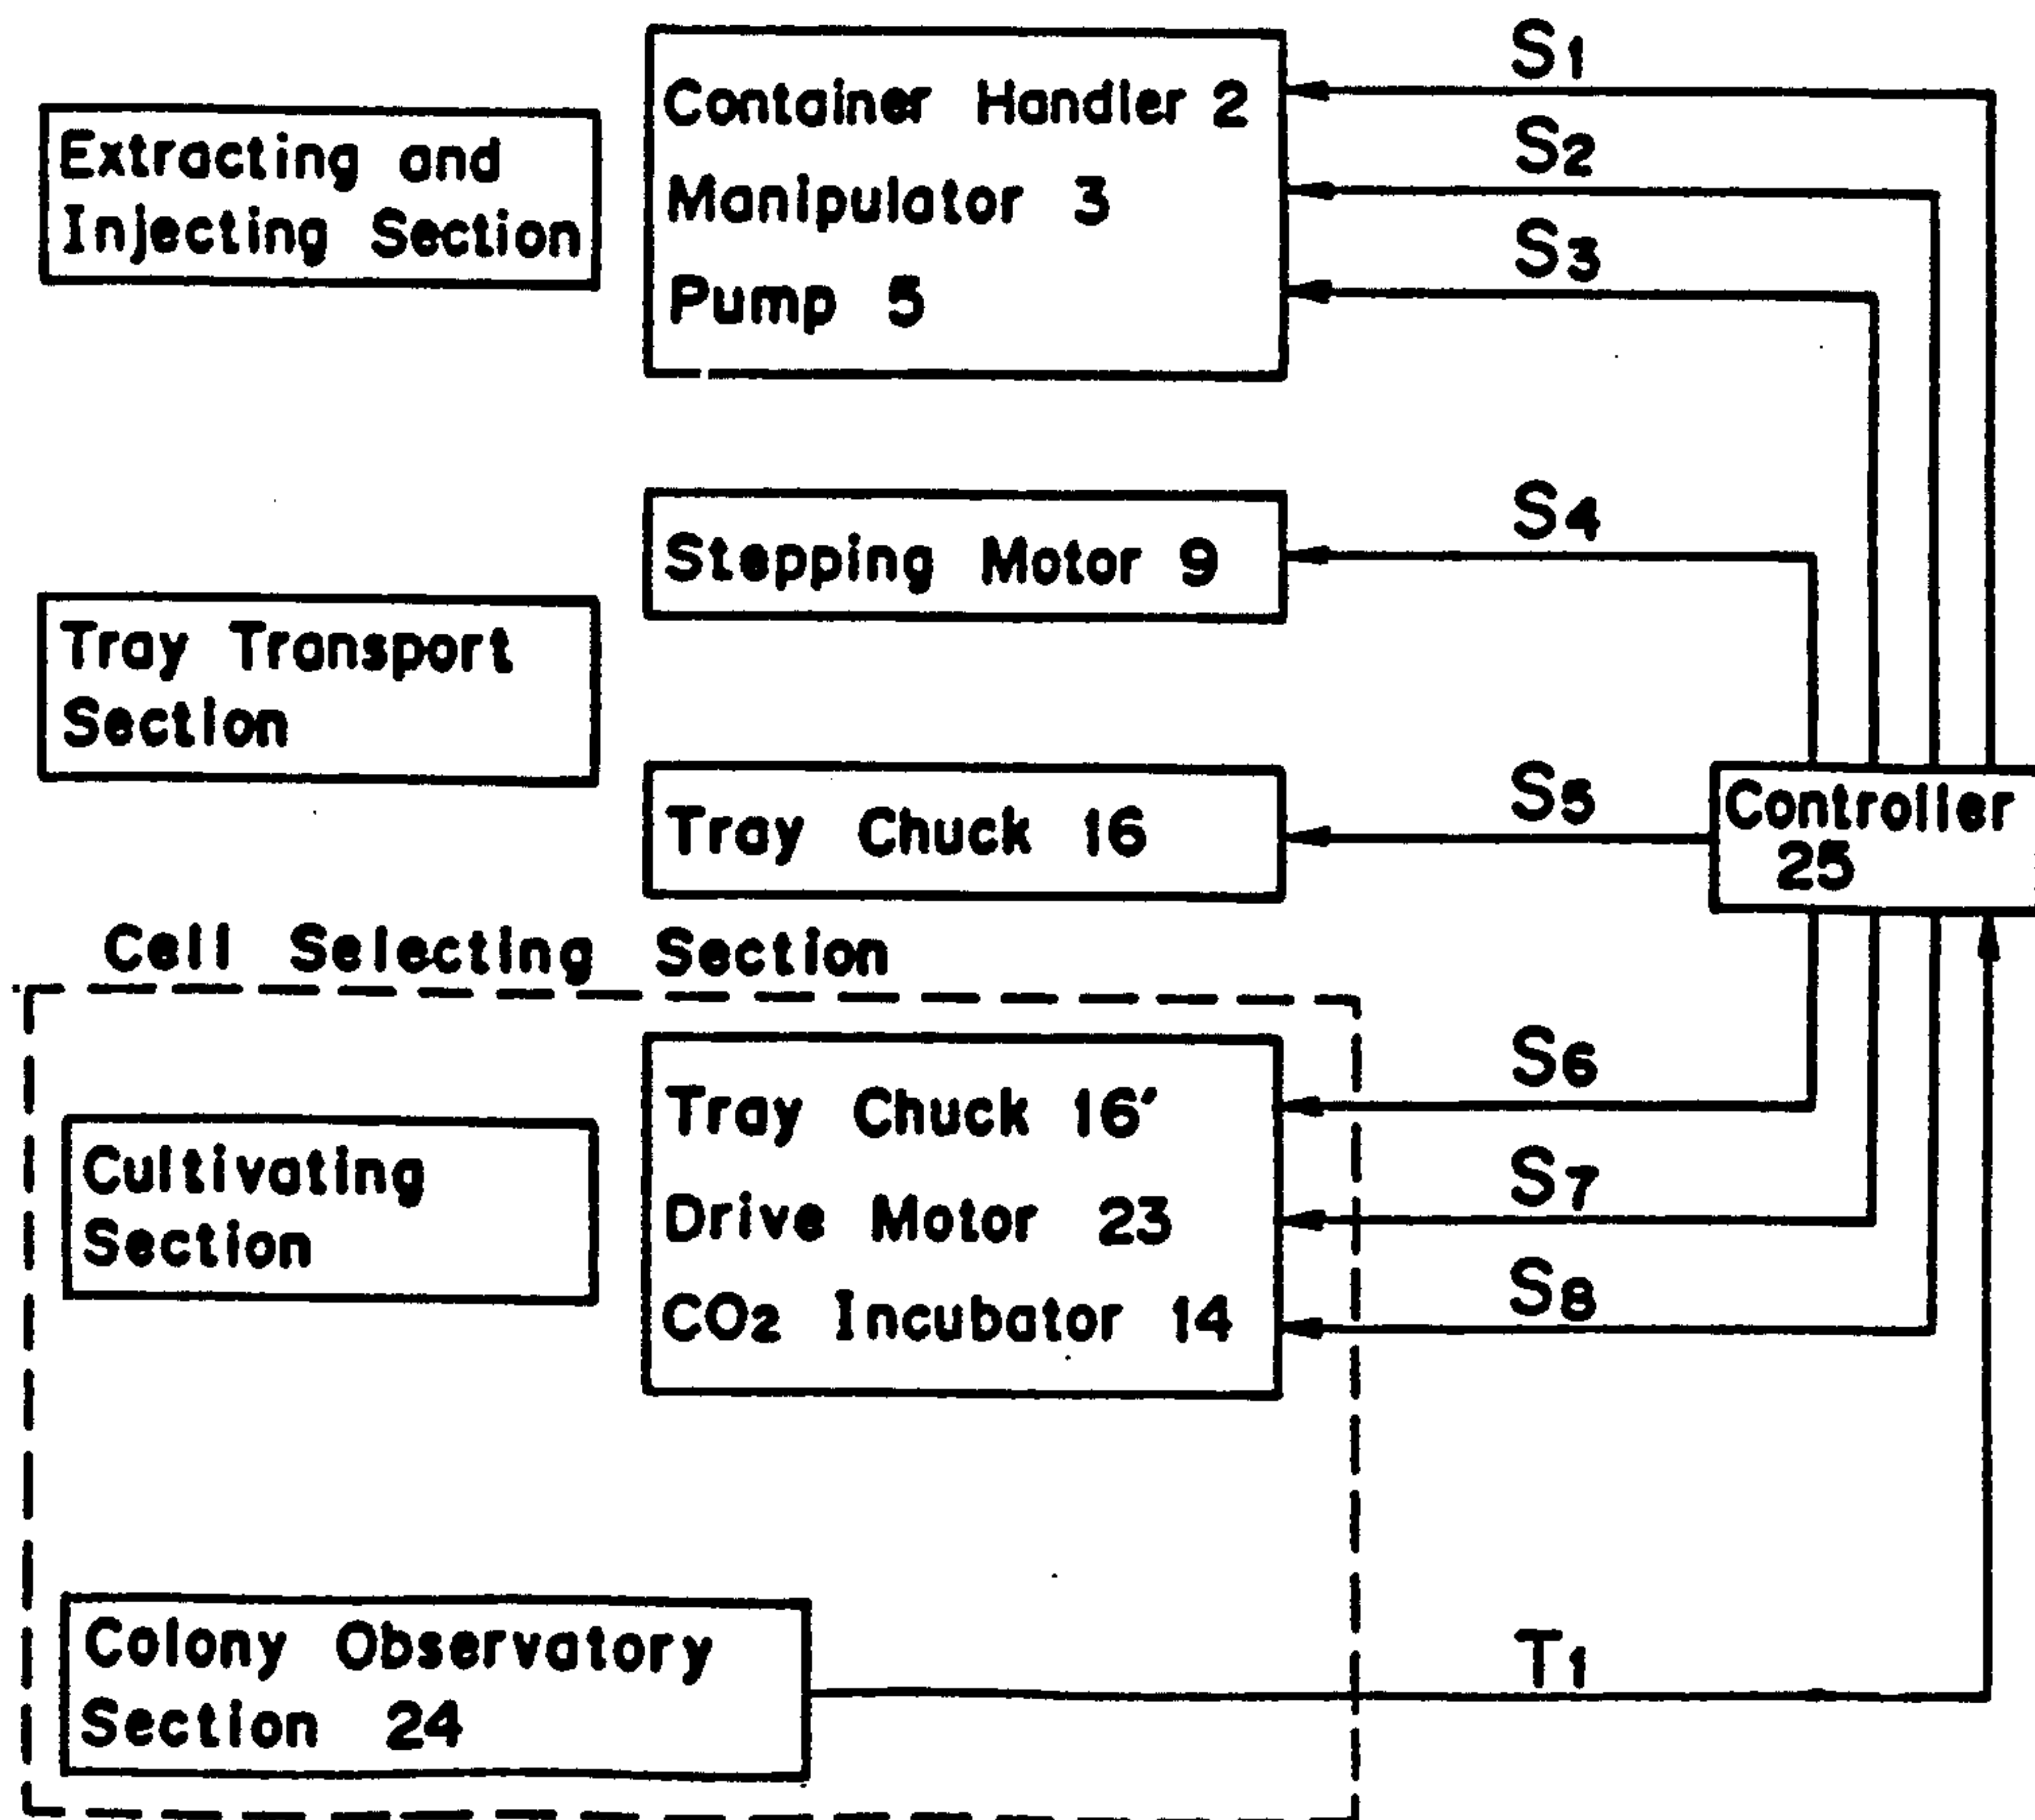 Extracting and
Injecting Section
Container Handler 2
Manipulator 3
Pump 5
S1
S2
S3
Tray Transport
Section
Stepping Motor 9
S4
Tray Chuck 16
S5
Controller
25
Cell Selecting Section
Cultivating
Section
Tray Chuck 16′
Drive Motor 23
CO2 Incubator 14
S6
S7
S8
Colony Observatory
Section 24
T1